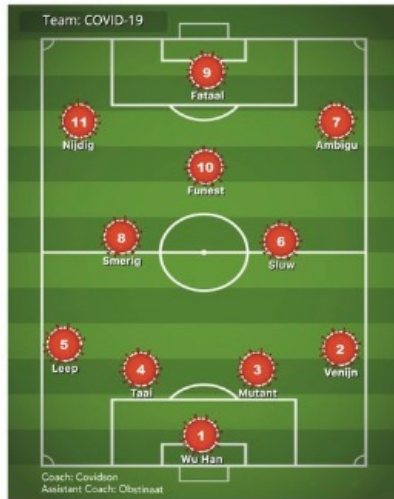 Team: COVID-19
9
Fataal
11
Nijdig
7
Ambigu
10
Funest
8
Smerig
6
Sluw
5
Leep
4
Taai
3
Mutant
2
Venijn
1
Wu Han
Coach: Covidson
Assistant Coach: Obstinaat